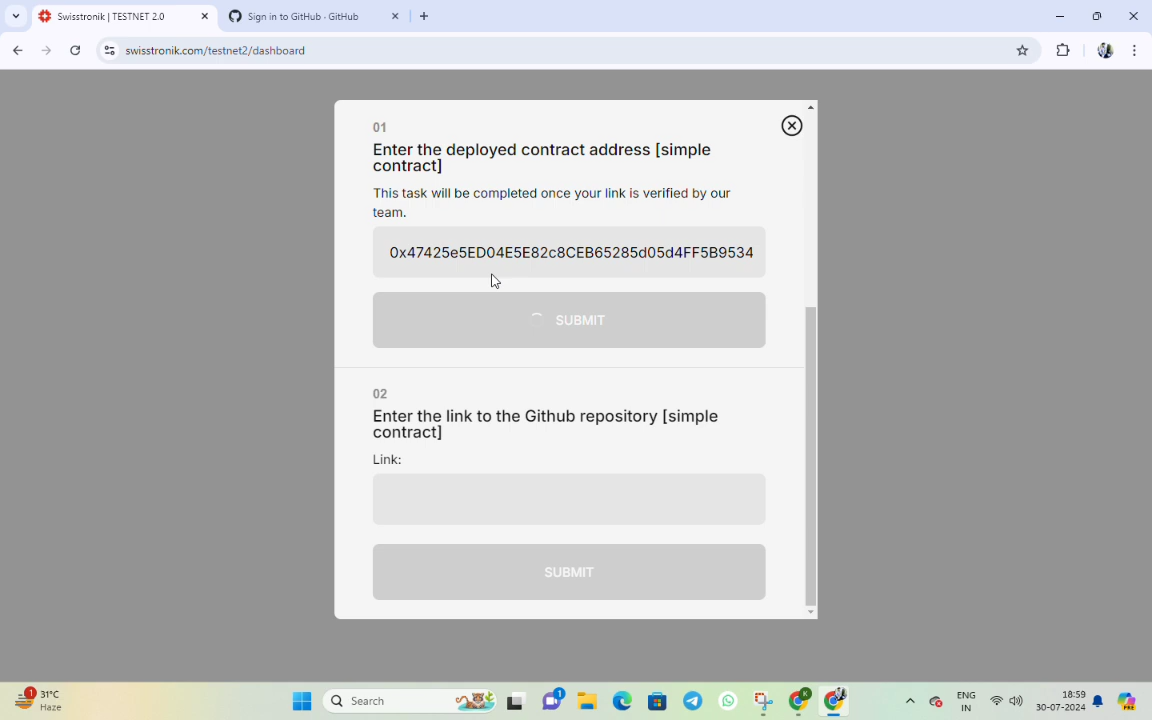 Swisstronik | TESTNET 2.0
Sign in to GitHub · GitHub
swisstronik.com/testnet2/dashboard
01
Enter the deployed contract address [simple
contract]
This task will be completed once your link is verified by our
team.
0x47425e5ED04E5E82c8CEB65285d05d4FF5B9534
SUBMIT
02
Enter the link to the Github repository [simple
contract]
Link:
SUBMIT
1
31°C
Haze
Search
1
K
ENG
IN
18:59
30-07-2024
PRE